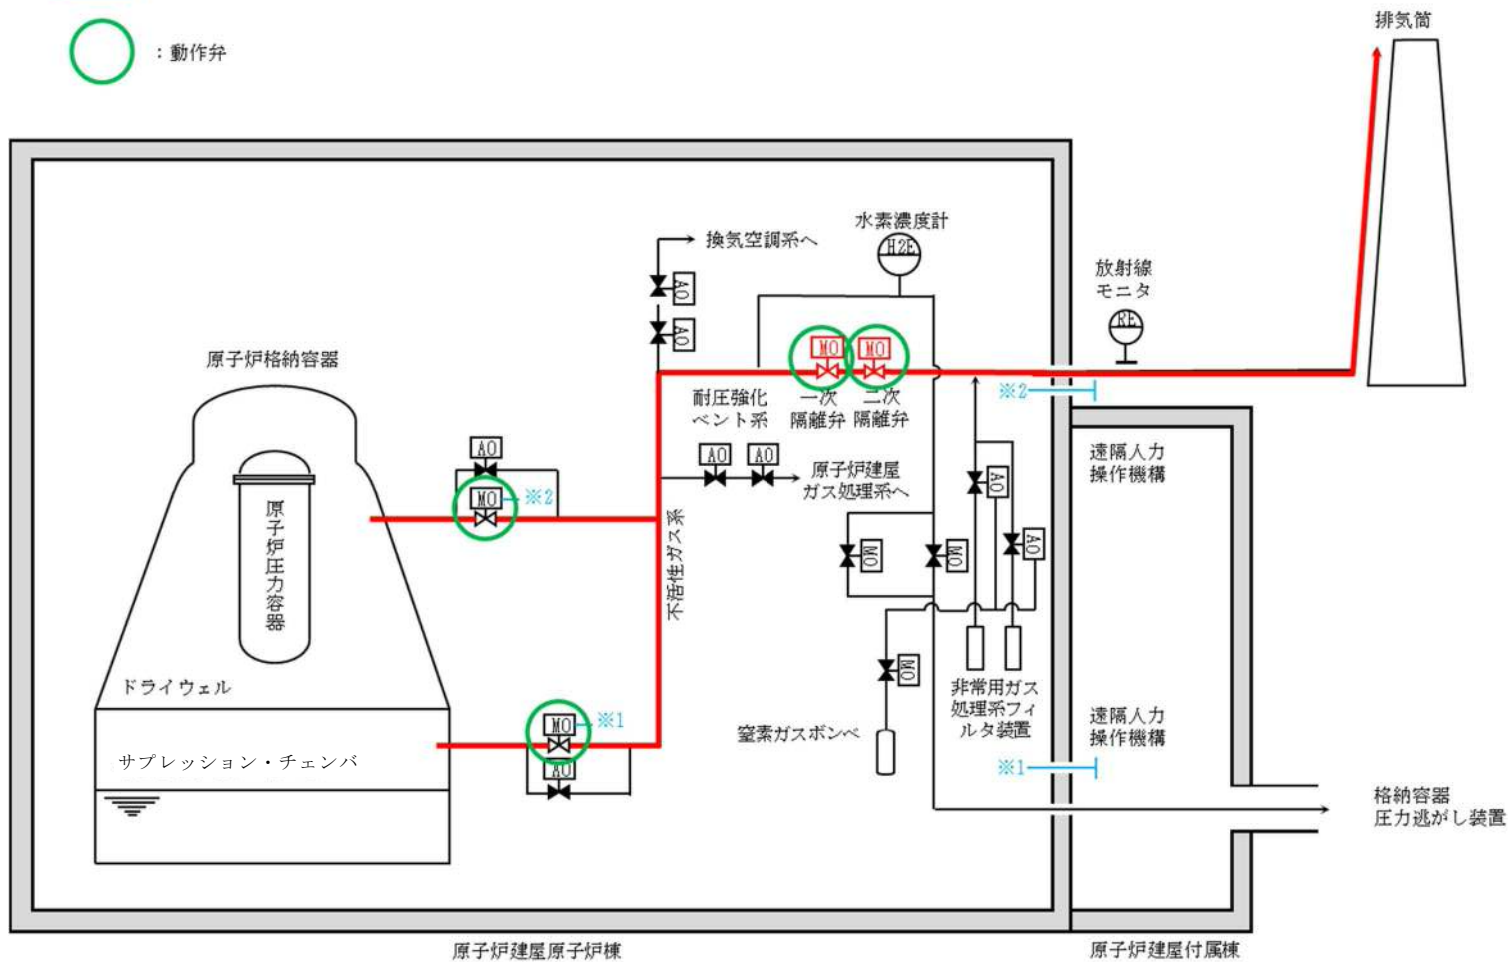 ：動作弁
排気筒
水素濃度計
H2E
換気空調系へ
AO
AO
放射線
モニタ
RE
原子炉格納容器
MO
MO
耐圧強化
ベント系
一次
隔離弁
二次
隔離弁
※2
AO
MO
※2
AO
AO
原子炉建屋
ガス処理系へ
遠隔人力
操作機構
原子炉圧力容器
不活性ガス系
AO
AO
MO
MO
MO
ドライウェル
非常用ガス
処理系フィ
ルタ装置
窒素ガスボンベ
MO
※1
AO
遠隔人力
操作機構
※1
サプレッション・チェンバ
格納容器
圧力逃がし装置
原子炉建屋原子炉棟
原子炉建屋付属棟